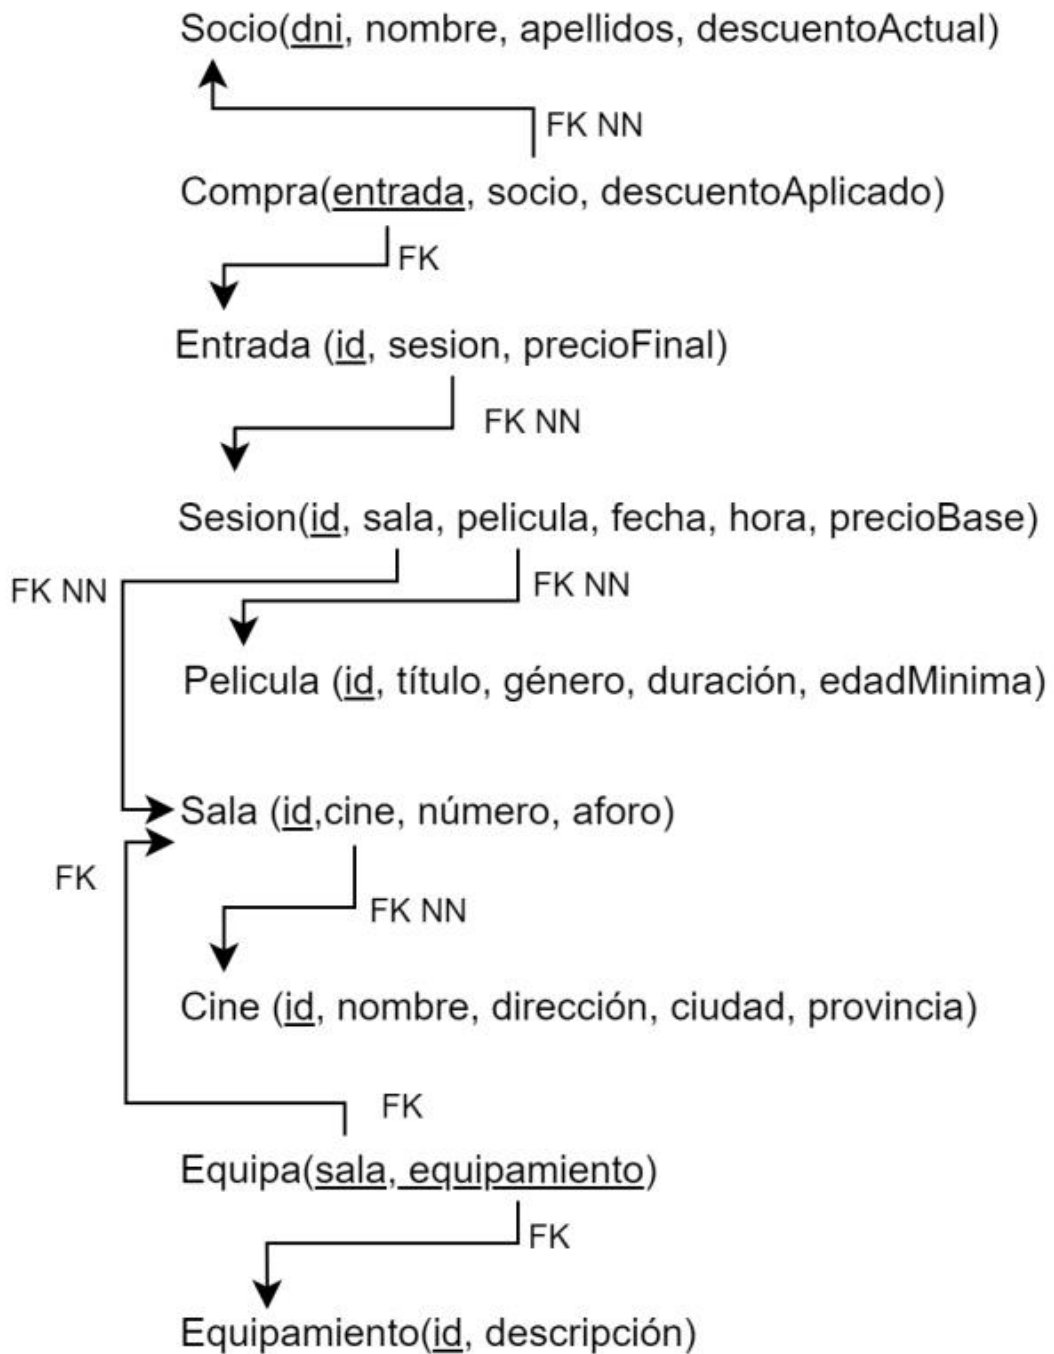 Socio(dni, nombre, apellidos, descuentoActual)
FK NN
Compra(entrada, socio, descuentoAplicado)
FK
Entrada (id, sesion, precioFinal)
FK NN
Sesion(id, sala, pelicula, fecha, hora, precioBase)
FK NN
FK NN
Pelicula (id, título, género, duración, edadMinima)
Sala (id,cine, número, aforo)
FK
FK NN
Cine (id, nombre, dirección, ciudad, provincia)
FK
Equipa(sala, equipamiento)
FK
Equipamiento(id, descripción)